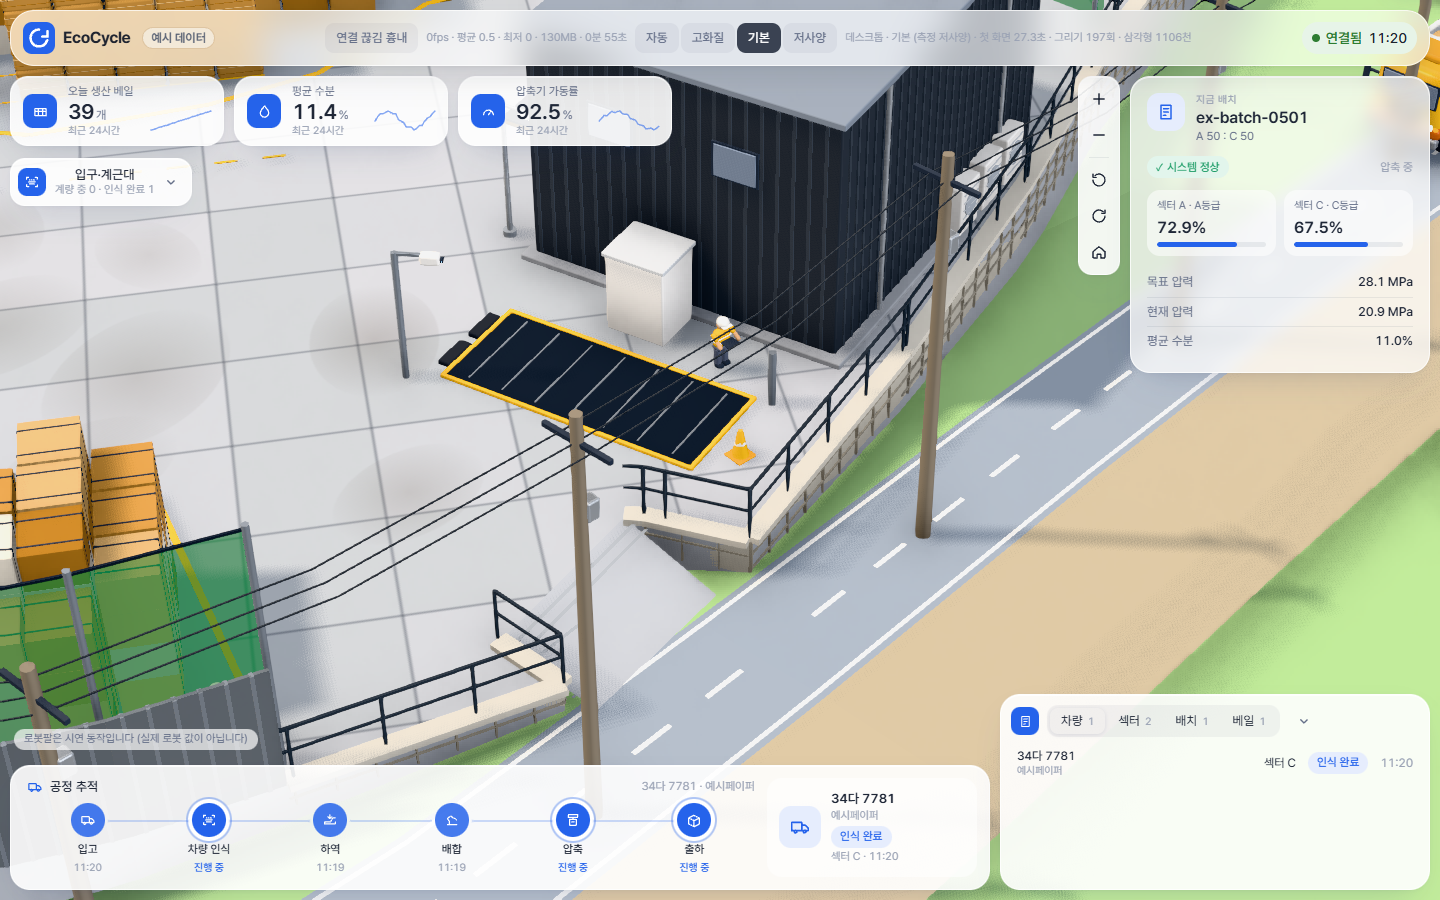 EcoCycle
예시 데이터
연결 끊김 흉내
0fps · 평균 0.5 · 최저 0 · 130MB · 0분 55초
자동
고화질
기본
저사양
데스크톱 · 기본 (측정 저사양) · 첫 화면 27.3초 · 그리기 197회 · 삼각형 1106천
연결됨 11:20
오늘 생산 베일
39개
최근 24시간
평균 수분
11.4%
최근 24시간
압축기 가동률
92.5%
최근 24시간
입구·계근대
계량 중 0 · 인식 완료 1
지금 배치
ex-batch-0501
A 50 : C 50
✓ 시스템 정상
압축 중
섹터 A · A등급
72.9%
섹터 C · C등급
67.5%
목표 압력 28.1 MPa
현재 압력 20.9 MPa
평균 수분 11.0%
로봇팔은 시연 동작입니다 (실제 로봇 값이 아닙니다)
공정 추적
34다 7781 · 예시페이퍼
입고
11:20
차량 인식
진행 중
하역
11:19
배합
11:19
압축
진행 중
출하
진행 중
34다 7781
예시페이퍼
인식 완료
섹터 C · 11:20
차량 1
섹터 2
배치 1
베일 1
34다 7781
예시페이퍼
섹터 C
인식 완료
11:20